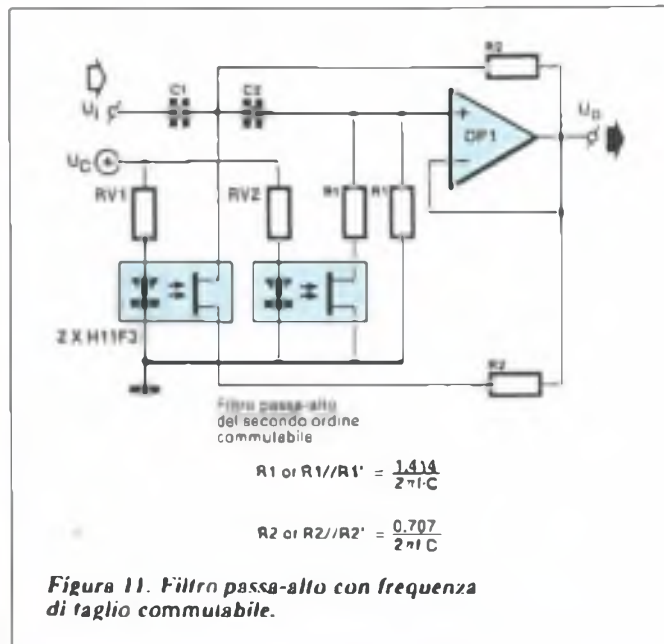 R2
C1
C2
Ui
Uo
OP1
+
−
UC +
RV1
RV2
R1
R1'
2 X H11F3
R2
Filtro passa-alto
del secondo ordine
commutabile
R1 or R1//R1' = 1.414 / 2πf·C
R2 or R2//R2' = 0.707 / 2πf C
Figura 11. Filtro passa-alto con frequenza
di taglio commutabile.